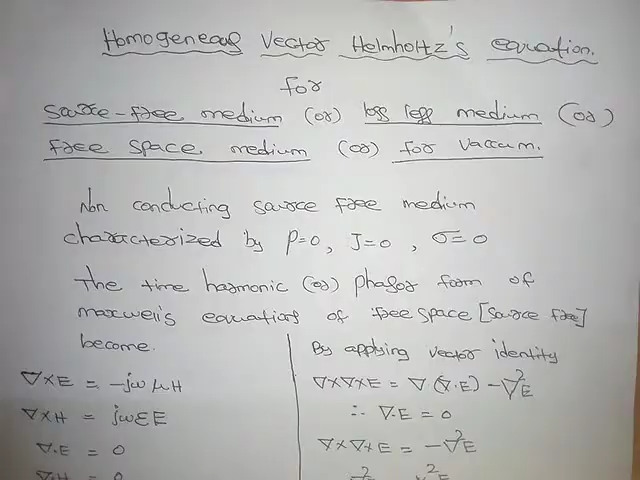 Homogeneous Vector Helmholtz's equation.
for
source-free medium (or) loss less medium (or)
free space medium (or) for vaccum.
Non conducting source free medium
characterized by ρ=0, J=0, σ=0
The time harmonic (or) phasor form of
maxwell's equations of free space [source free]
become.
∇×E = -jωμH
∇×H = jωεE
∇.E = 0
∇.H = 0
By applying vector identity
∇×∇×E = ∇(∇.E) - ∇²E
∴ ∇.E = 0
∇×∇×E = -∇²E